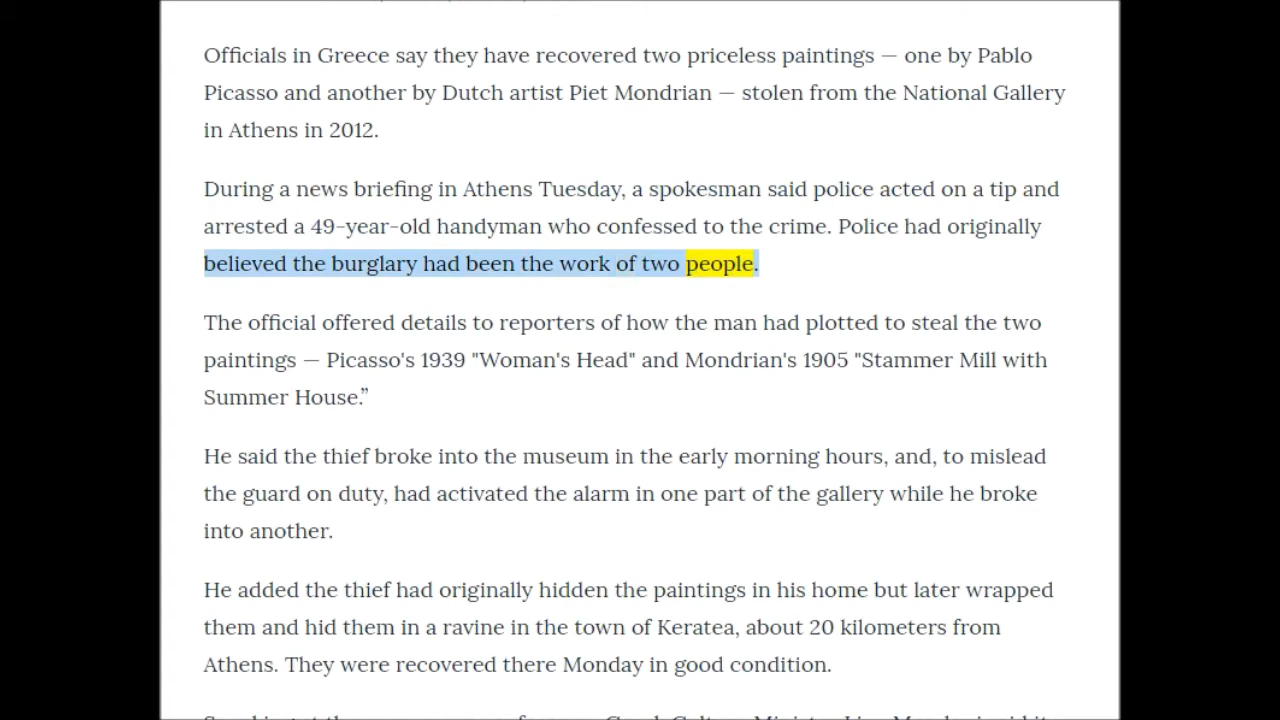 Officials in Greece say they have recovered two priceless paintings — one by Pablo
Picasso and another by Dutch artist Piet Mondrian — stolen from the National Gallery
in Athens in 2012.
During a news briefing in Athens Tuesday, a spokesman said police acted on a tip and
arrested a 49-year-old handyman who confessed to the crime. Police had originally
believed the burglary had been the work of two people.
The official offered details to reporters of how the man had plotted to steal the two
paintings — Picasso's 1939 "Woman's Head" and Mondrian's 1905 "Stammer Mill with
Summer House.”
He said the thief broke into the museum in the early morning hours, and, to mislead
the guard on duty, had activated the alarm in one part of the gallery while he broke
into another.
He added the thief had originally hidden the paintings in his home but later wrapped
them and hid them in a ravine in the town of Keratea, about 20 kilometers from
Athens. They were recovered there Monday in good condition.